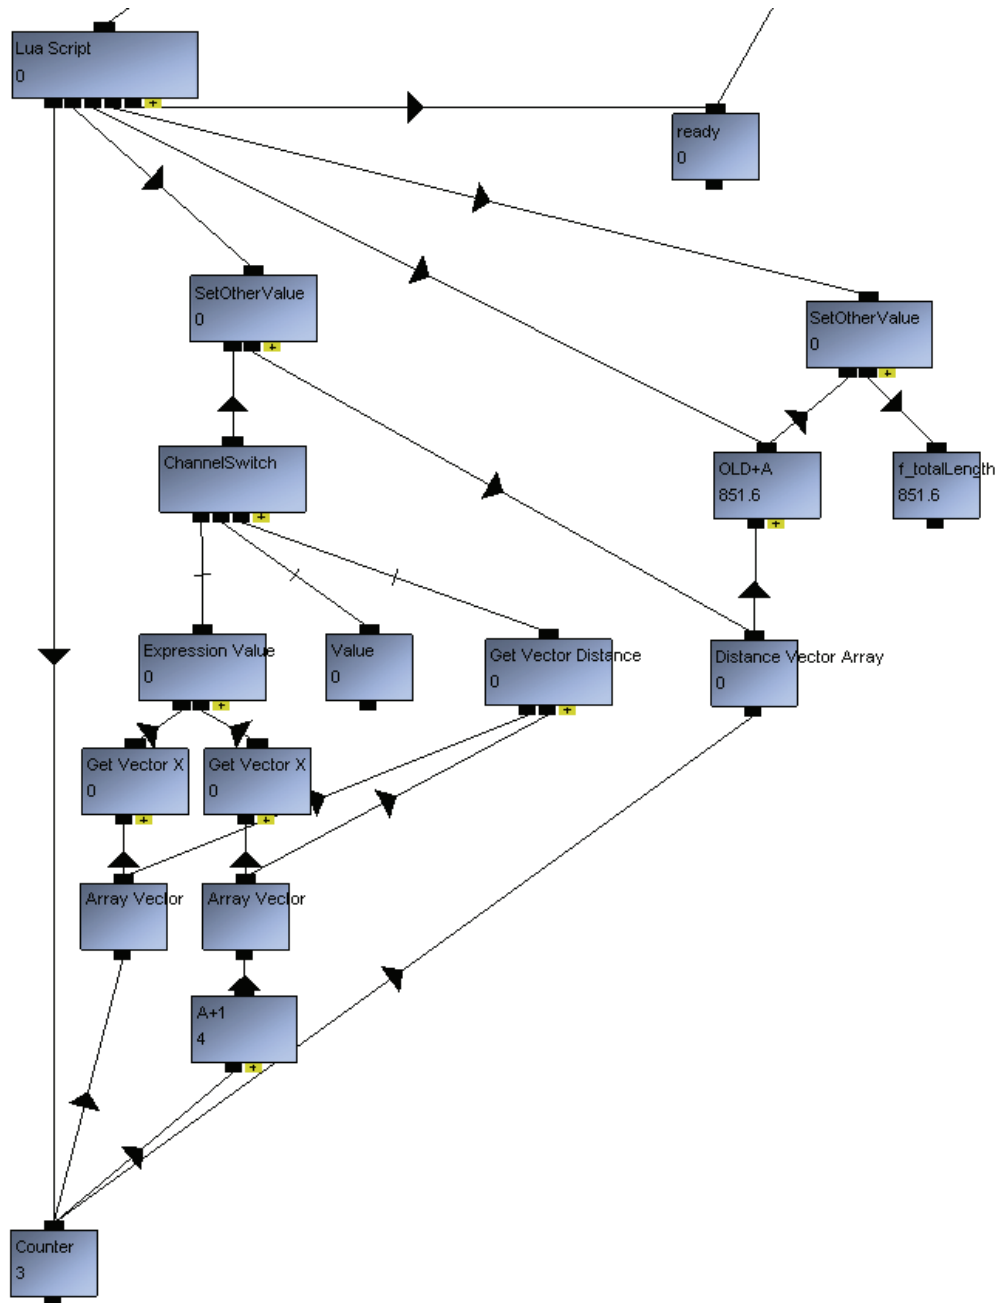 Lua Script
0
+
ready
0
SetOtherValue
0
+
SetOtherValue
0
+
ChannelSwitch
+
OLD+A
851.6
+
f_totalLength
851.6
Expression Value
0
+
Value
0
Get Vector Distance
0
+
Distance Vector Array
0
Get Vector X
0
+
Get Vector X
0
+
Array Vector
Array Vector
A+1
4
+
Counter
3